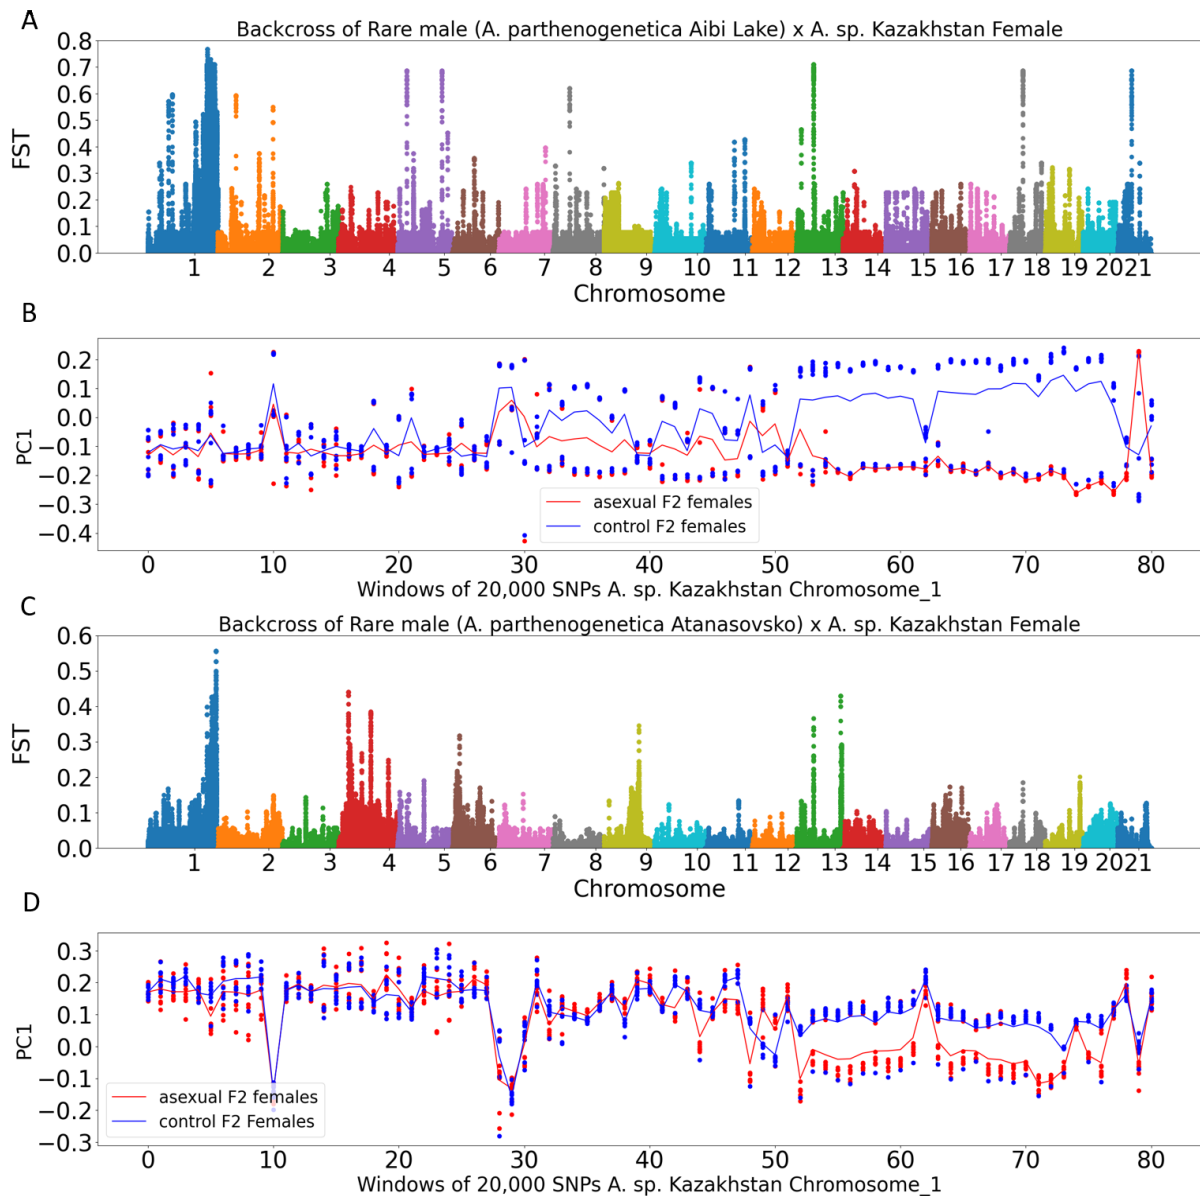 A
Backcross of Rare male (A. parthenogenetica Aibi Lake) x A. sp. Kazakhstan Female
FST
0.8
0.7
0.6
0.5
0.4
0.3
0.2
0.1
0.0
1 2 3 4 5 6 7 8 9 10 11 12 13 14 15 16 17 18 19 20 21
Chromosome
B
PC1
0.2
0.1
0.0
−0.1
−0.2
−0.3
−0.4
asexual F2 females
control F2 females
0 10 20 30 40 50 60 70 80
Windows of 20,000 SNPs A. sp. Kazakhstan Chromosome_1
C
Backcross of Rare male (A. parthenogenetica Atanasovsko) x A. sp. Kazakhstan Female
FST
0.6
0.5
0.4
0.3
0.2
0.1
0.0
1 2 3 4 5 6 7 8 9 10 11 12 13 14 15 16 17 18 19 20 21
Chromosome
D
PC1
0.3
0.2
0.1
0.0
−0.1
−0.2
−0.3
asexual F2 females
control F2 Females
0 10 20 30 40 50 60 70 80
Windows of 20,000 SNPs A. sp. Kazakhstan Chromosome_1